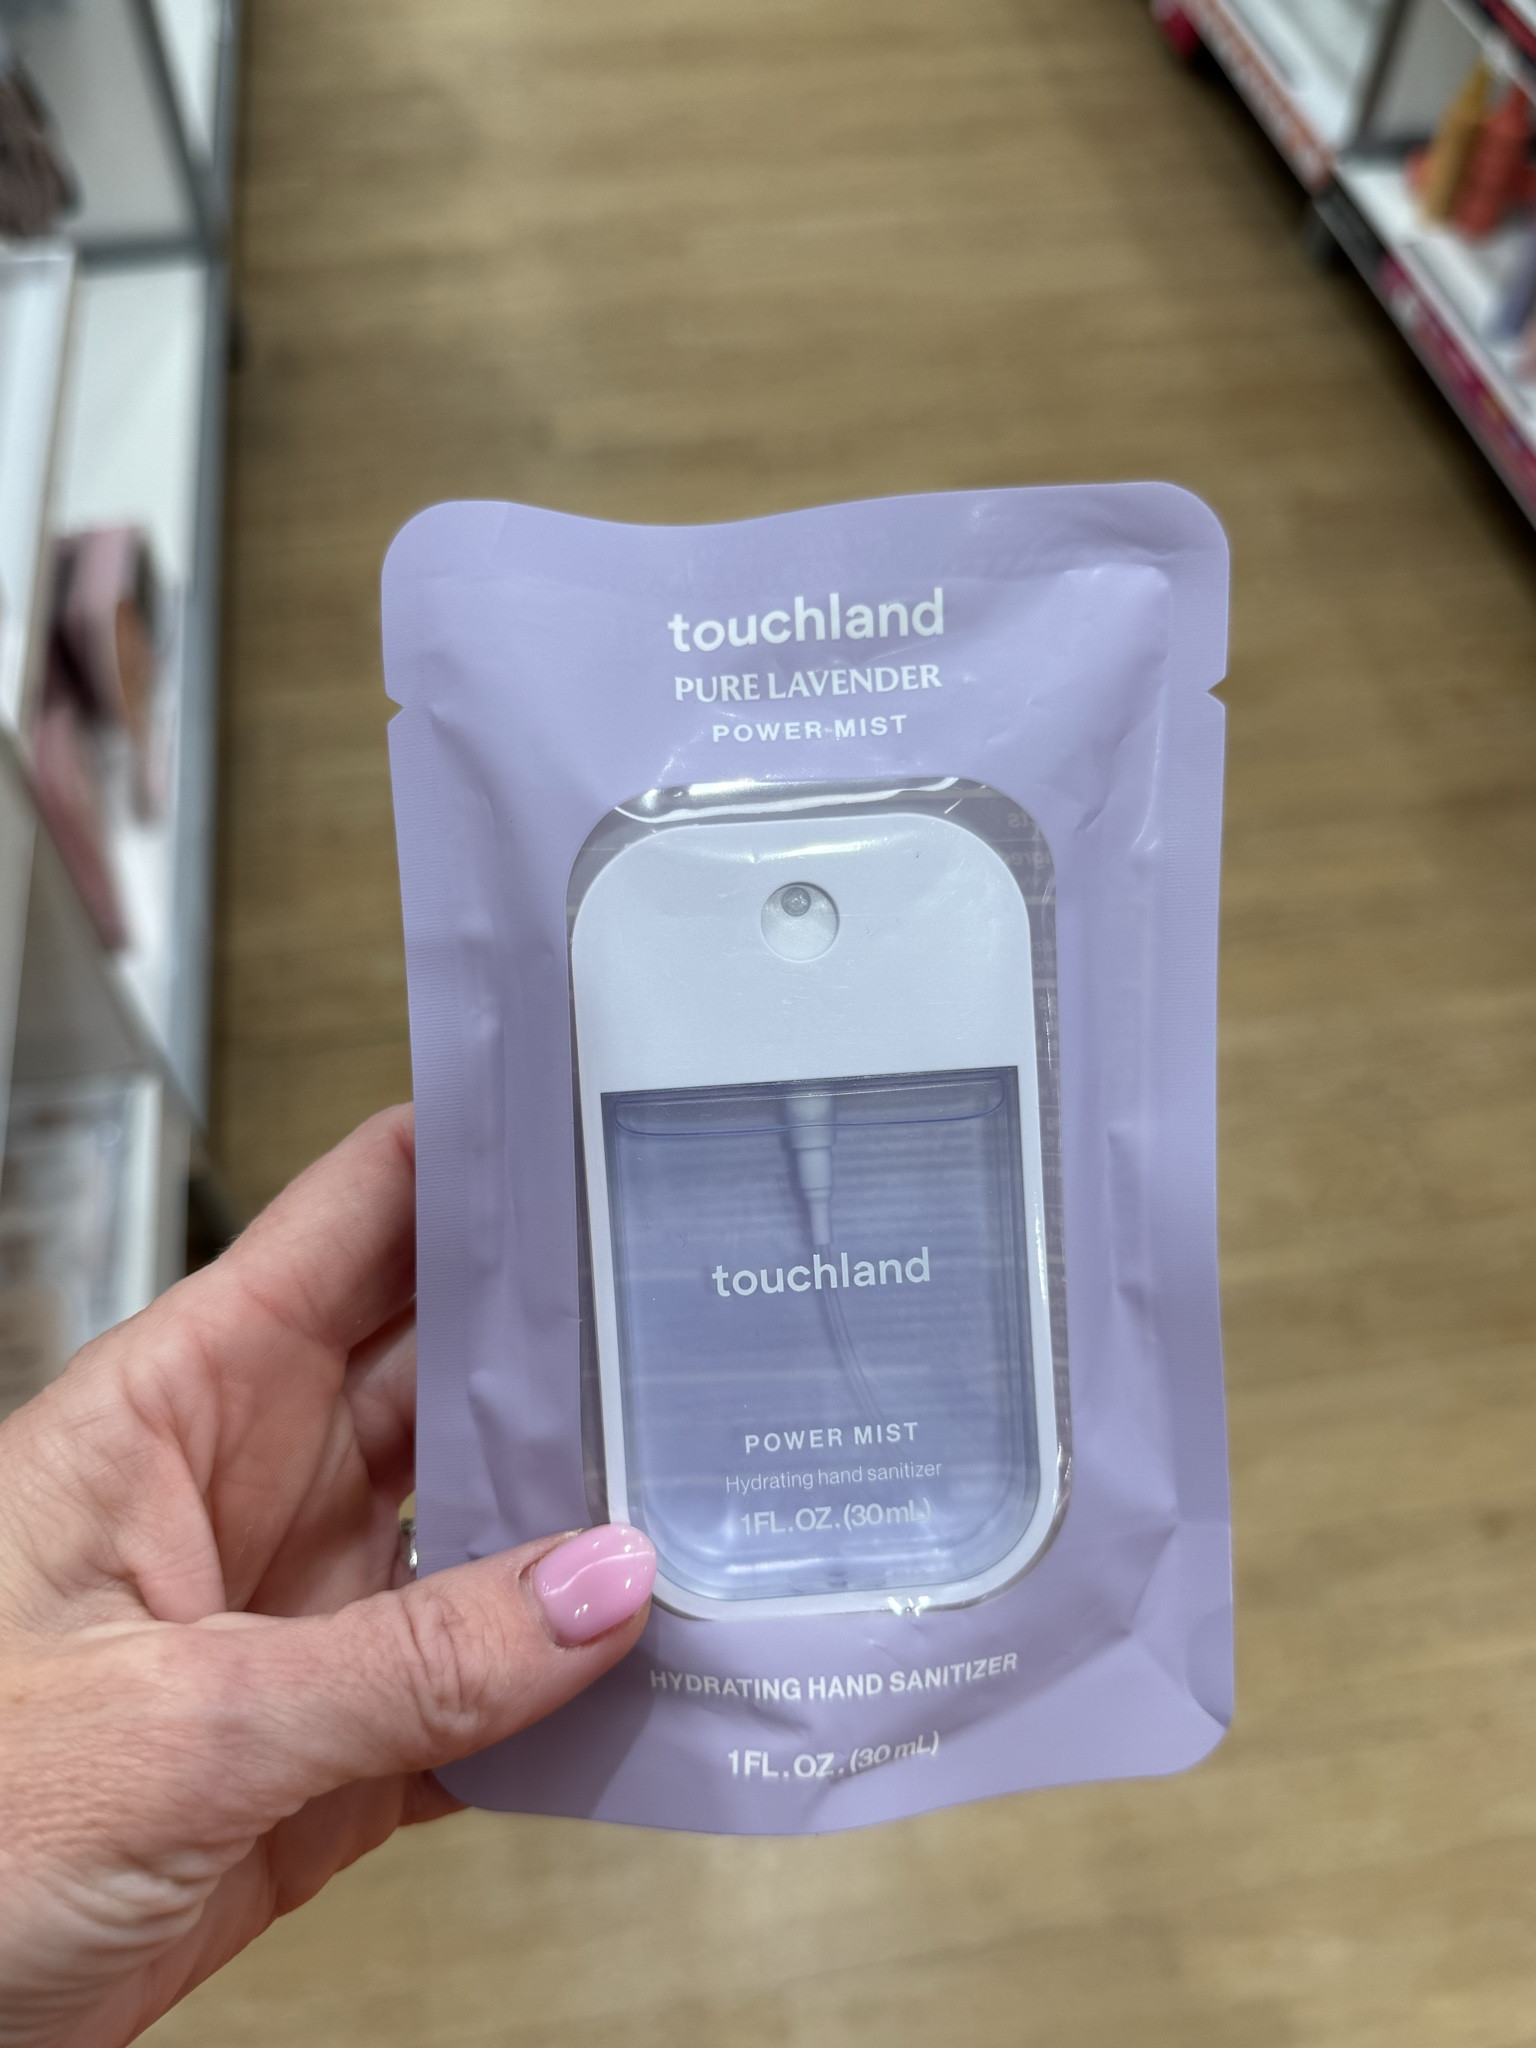 touchland
PURE LAVENDER
POWER MIST
touchland
POWER MIST
Hydrating hand sanitizer
1FL.OZ.(30mL)
HYDRATING HAND SANITIZER
1FL.OZ.(30mL)